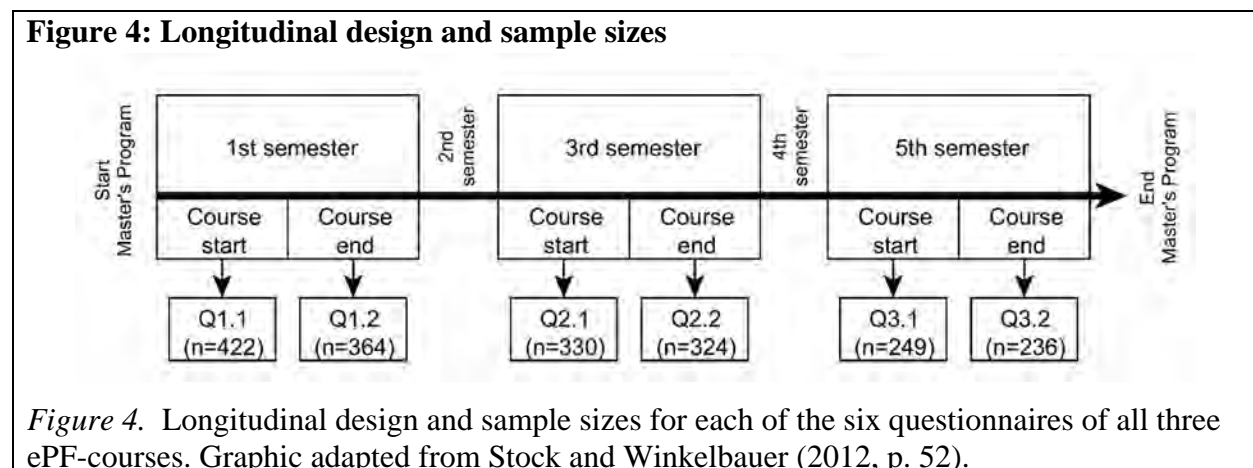 Figure 4: Longitudinal design and sample sizes
Start
Master's Program
1st semester
2nd
semester
3rd semester
4th
semester
5th semester
End
Master's Program
Course
start
Course
end
Course
start
Course
end
Course
start
Course
end
Q1.1
(n=422)
Q1.2
(n=364)
Q2.1
(n=330)
Q2.2
(n=324)
Q3.1
(n=249)
Q3.2
(n=236)
Figure 4. Longitudinal design and sample sizes for each of the six questionnaires of all three
ePF-courses. Graphic adapted from Stock and Winkelbauer (2012, p. 52).